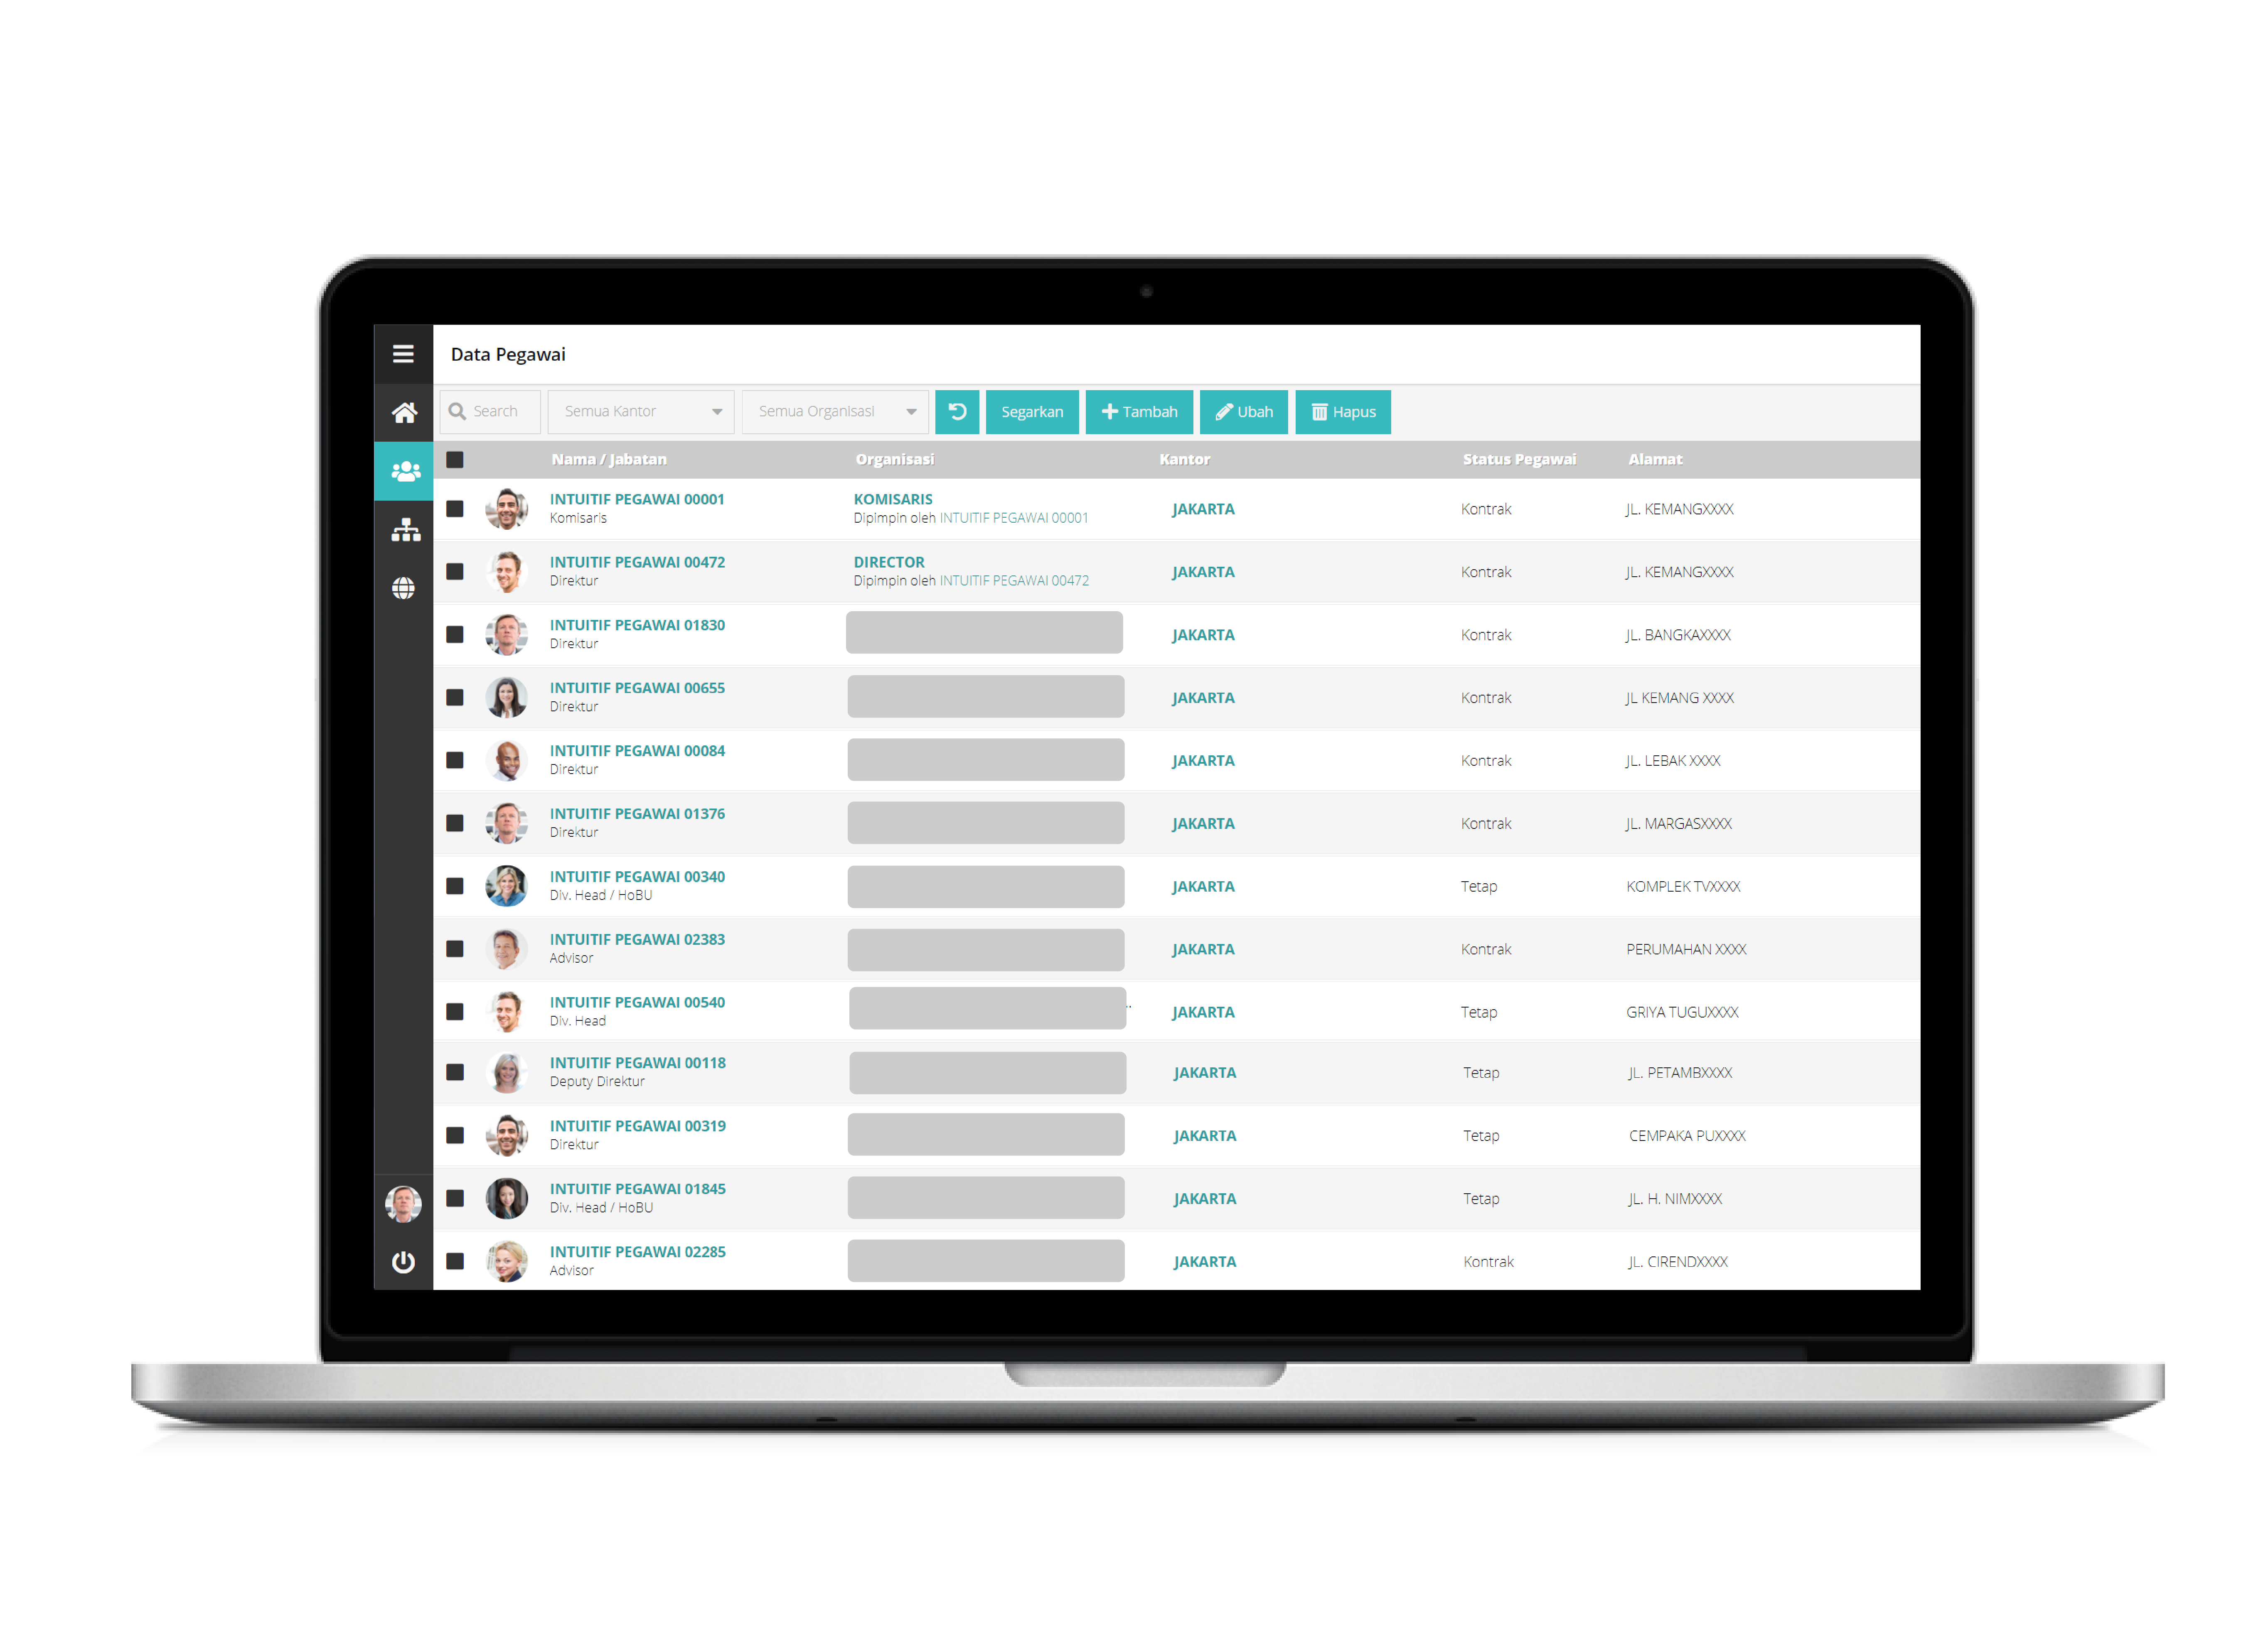 Data Pegawai
Search Semua Kantor Semua Organisasi Segarkan Tambah Ubah Hapus
Nama / Jabatan Organisasi Kantor Status Pegawai Alamat
INTUITIF PEGAWAI 00001 KOMISARIS JAKARTA Kontrak JL. KEMANGXXXX
Komisaris Dipimpin oleh INTUITIF PEGAWAI 00001
INTUITIF PEGAWAI 00472 DIRECTOR JAKARTA Kontrak JL. KEMANGXXXX
Direktur Dipimpin oleh INTUITIF PEGAWAI 00472
INTUITIF PEGAWAI 01830 JAKARTA Kontrak JL. BANGKAXXXX
Direktur
INTUITIF PEGAWAI 00655 JAKARTA Kontrak JL KEMANG XXXX
Direktur
INTUITIF PEGAWAI 00084 JAKARTA Kontrak JL. LEBAK XXXX
Direktur
INTUITIF PEGAWAI 01376 JAKARTA Kontrak JL. MARGASXXXX
Direktur
INTUITIF PEGAWAI 00340 JAKARTA Tetap KOMPLEK TVXXXX
Div. Head / HoBU
INTUITIF PEGAWAI 02383 JAKARTA Kontrak PERUMAHAN XXXX
Advisor
INTUITIF PEGAWAI 00540 JAKARTA Tetap GRIYA TUGUXXXX
Div. Head
INTUITIF PEGAWAI 00118 JAKARTA Tetap JL. PETAMBXXXX
Deputy Direktur
INTUITIF PEGAWAI 00319 JAKARTA Tetap CEMPAKA PUXXXX
Direktur
INTUITIF PEGAWAI 01845 JAKARTA Tetap JL. H. NIMXXXX
Div. Head / HoBU
INTUITIF PEGAWAI 02285 JAKARTA Kontrak JL. CIRENDXXXX
Advisor